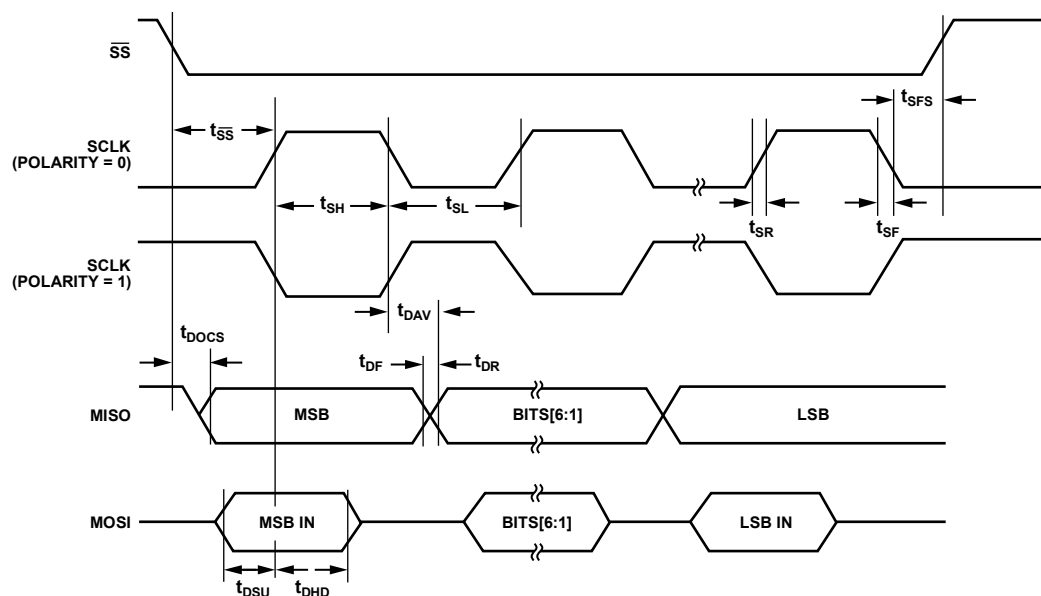 SS
tSFS
tSS
SCLK
(POLARITY = 0)
tSH
tSL
tSR
tSF
SCLK
(POLARITY = 1)
tDAV
tDOCS
tDF
tDR
MISO
MSB
BITS[6:1]
LSB
MOSI
MSB IN
BITS[6:1]
LSB IN
tDSU
tDHD